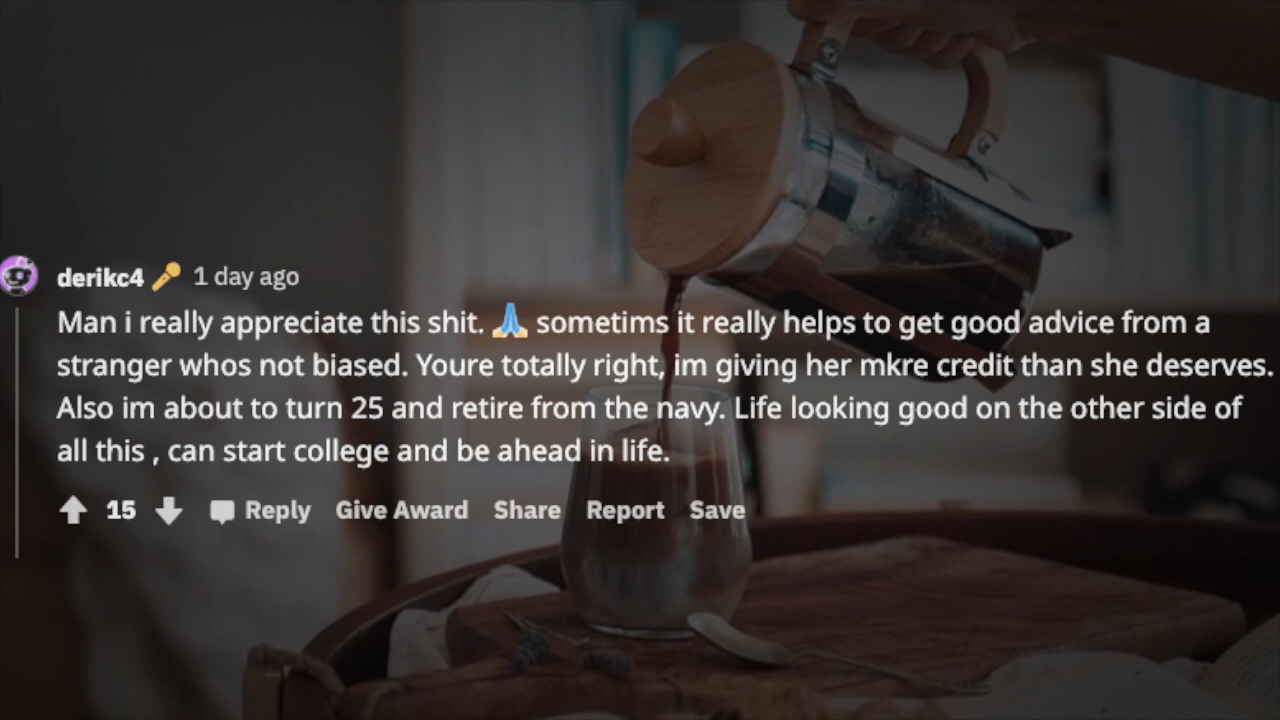 derikc4 🎤 1 day ago
Man i really appreciate this shit. 🙏 sometims it really helps to get good advice from a
stranger whos not biased. Youre totally right, im giving her mkre credit than she deserves.
Also im about to turn 25 and retire from the navy. Life looking good on the other side of
all this , can start college and be ahead in life.
15 Reply Give Award Share Report Save